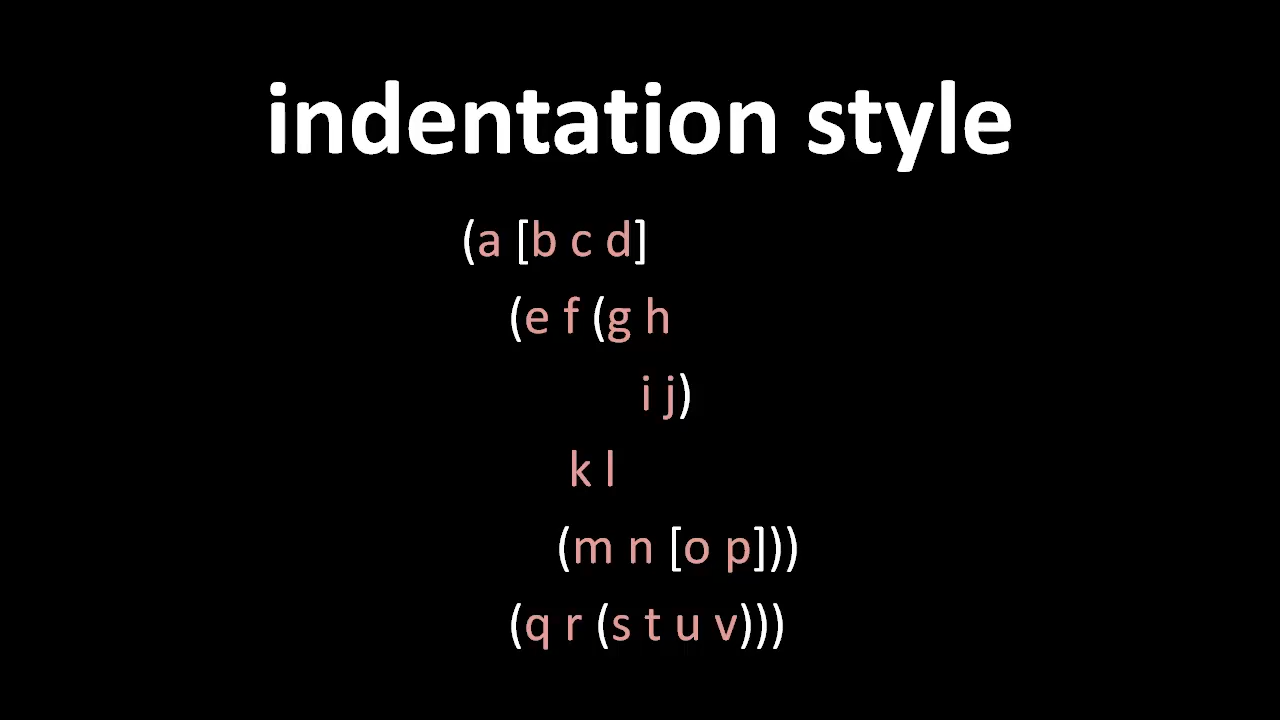 indentation style
(a [b c d]
(e f (g h
i j)
k l
(m n [o p]))
(q r (s t u v)))